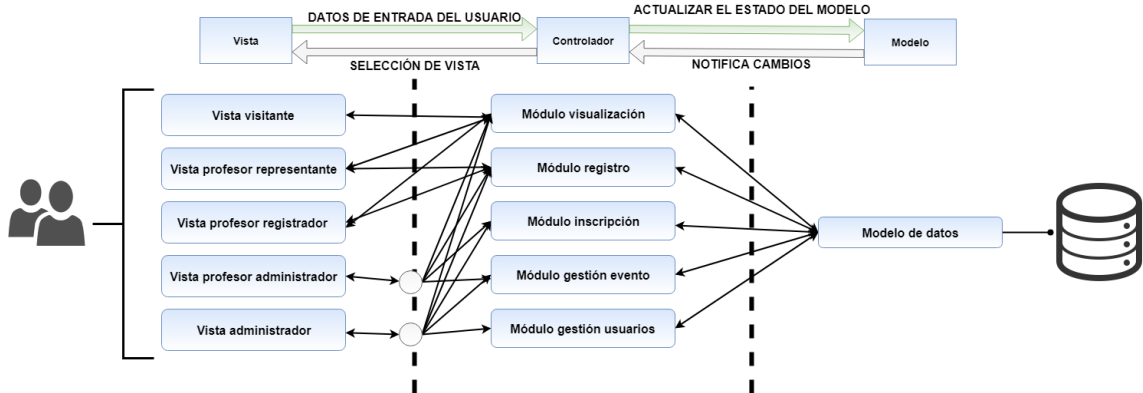 DATOS DE ENTRADA DEL USUARIO
ACTUALIZAR EL ESTADO DEL MODELO
Vista
Controlador
Modelo
SELECCIÓN DE VISTA
NOTIFICA CAMBIOS
Vista visitante
Módulo visualización
Vista profesor representante
Módulo registro
Vista profesor registrador
Módulo inscripción
Modelo de datos
Vista profesor administrador
Módulo gestión evento
Vista administrador
Módulo gestión usuarios